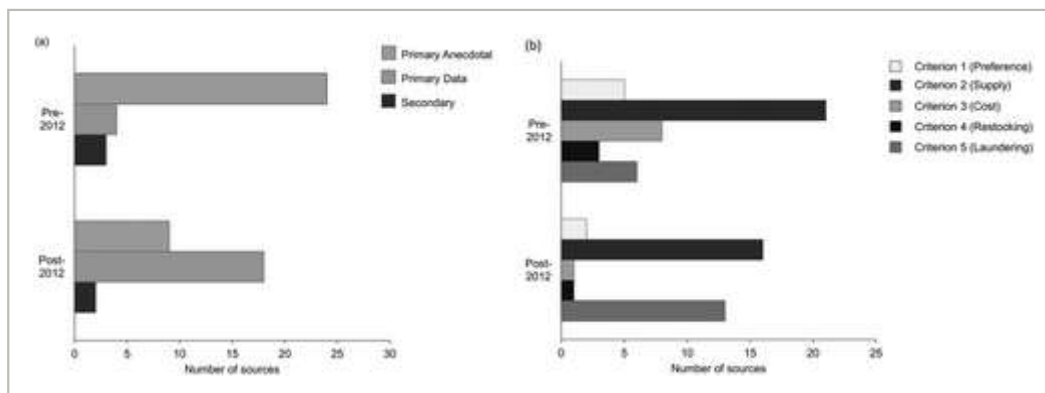 (a)
Primary Anecdotal
Primary Data
Secondary
Pre-
2012
Post-
2012
0 5 10 15 20 25 30
Number of sources
(b)
Criterion 1 (Preference)
Criterion 2 (Supply)
Criterion 3 (Cost)
Criterion 4 (Restocking)
Criterion 5 (Laundering)
Pre-
2012
Post-
2012
0 5 10 15 20 25
Number of sources